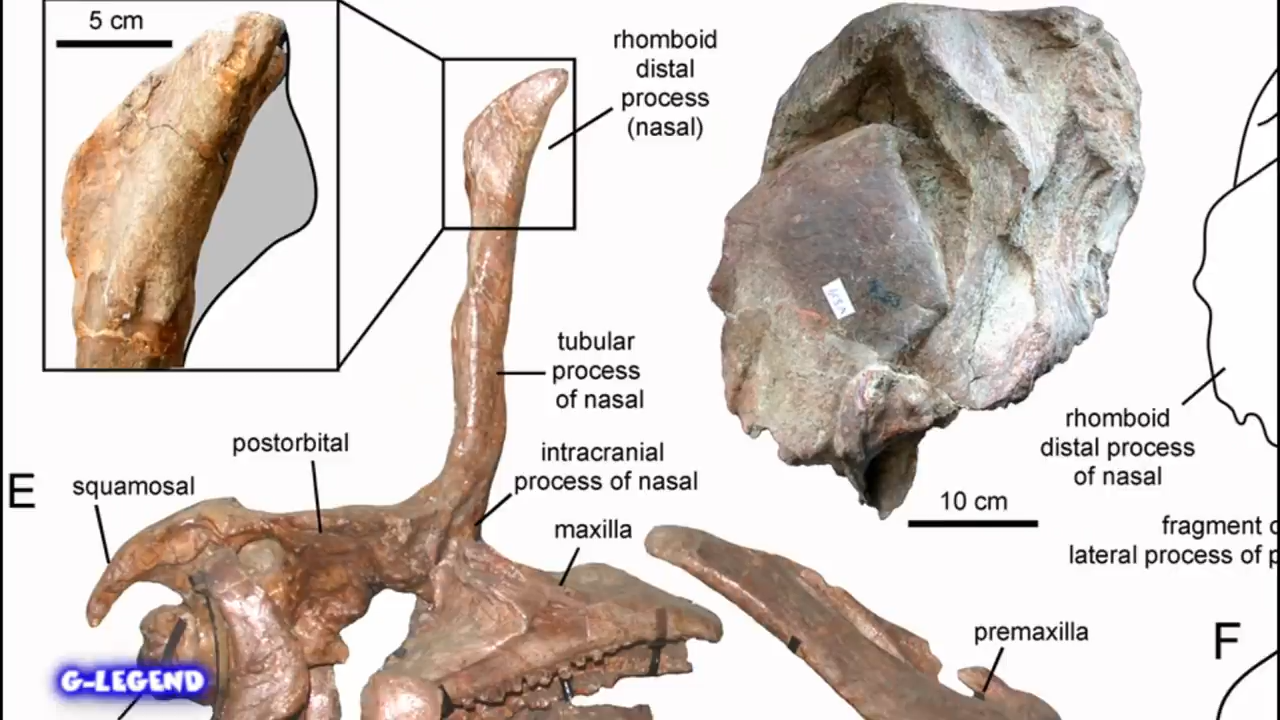 5 cm
rhomboid
distal
process
(nasal)
tubular
process
of nasal
postorbital
intracranial
process of nasal
E
squamosal
maxilla
10 cm
rhomboid
distal process
of nasal
fragment
lateral process of
premaxilla
F
G-LEGEND